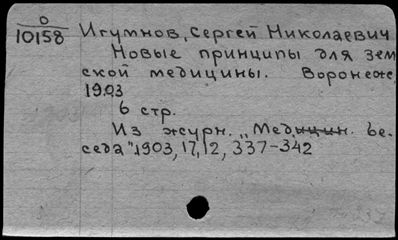 О
10158
Игумнов, Сергей Николаевич
Новые принципы для зем
ской медицины. Воронеж,
1903
6 стр.
Из журн. „Медицин. Бе-
седа" 1903, 17, 12, 337-342